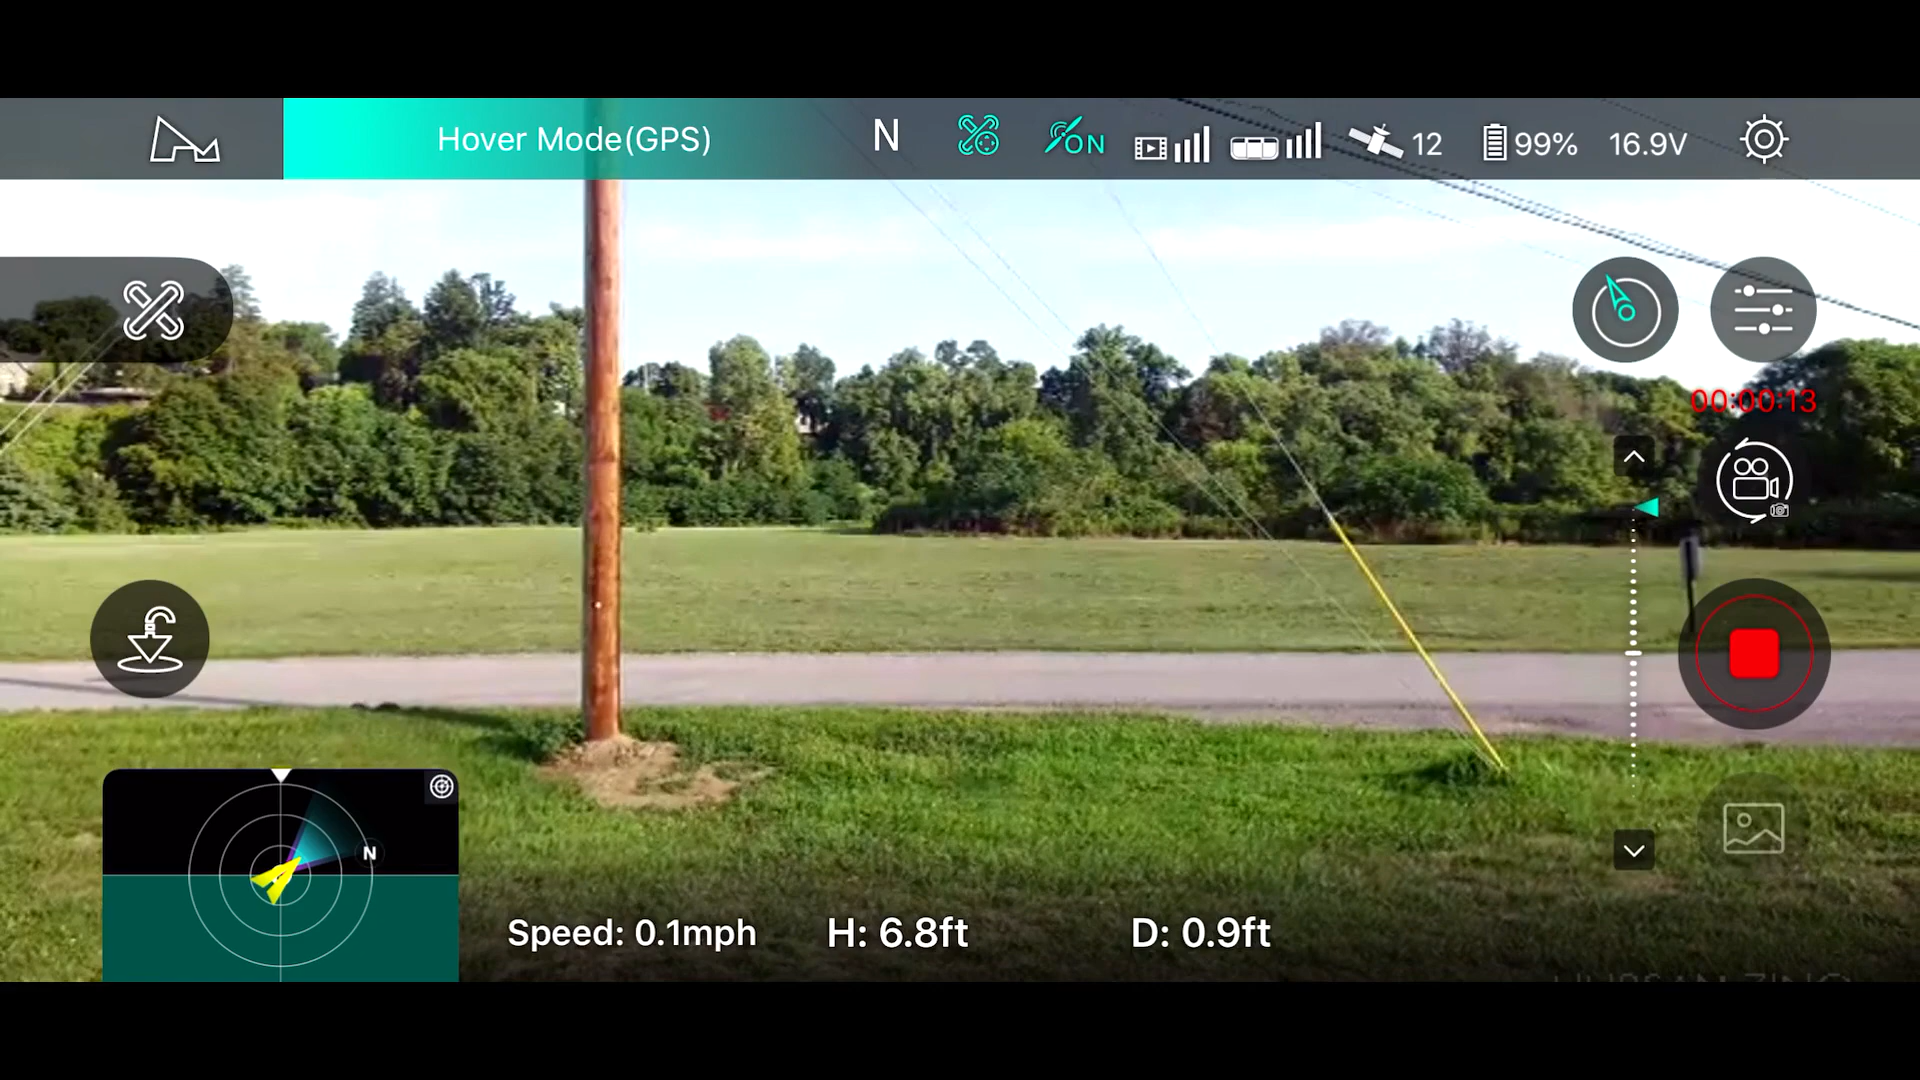 Hover Mode(GPS)
N
ON
12
99%
16.9V
00:00:13
N
Speed: 0.1mph
H: 6.8ft
D: 0.9ft